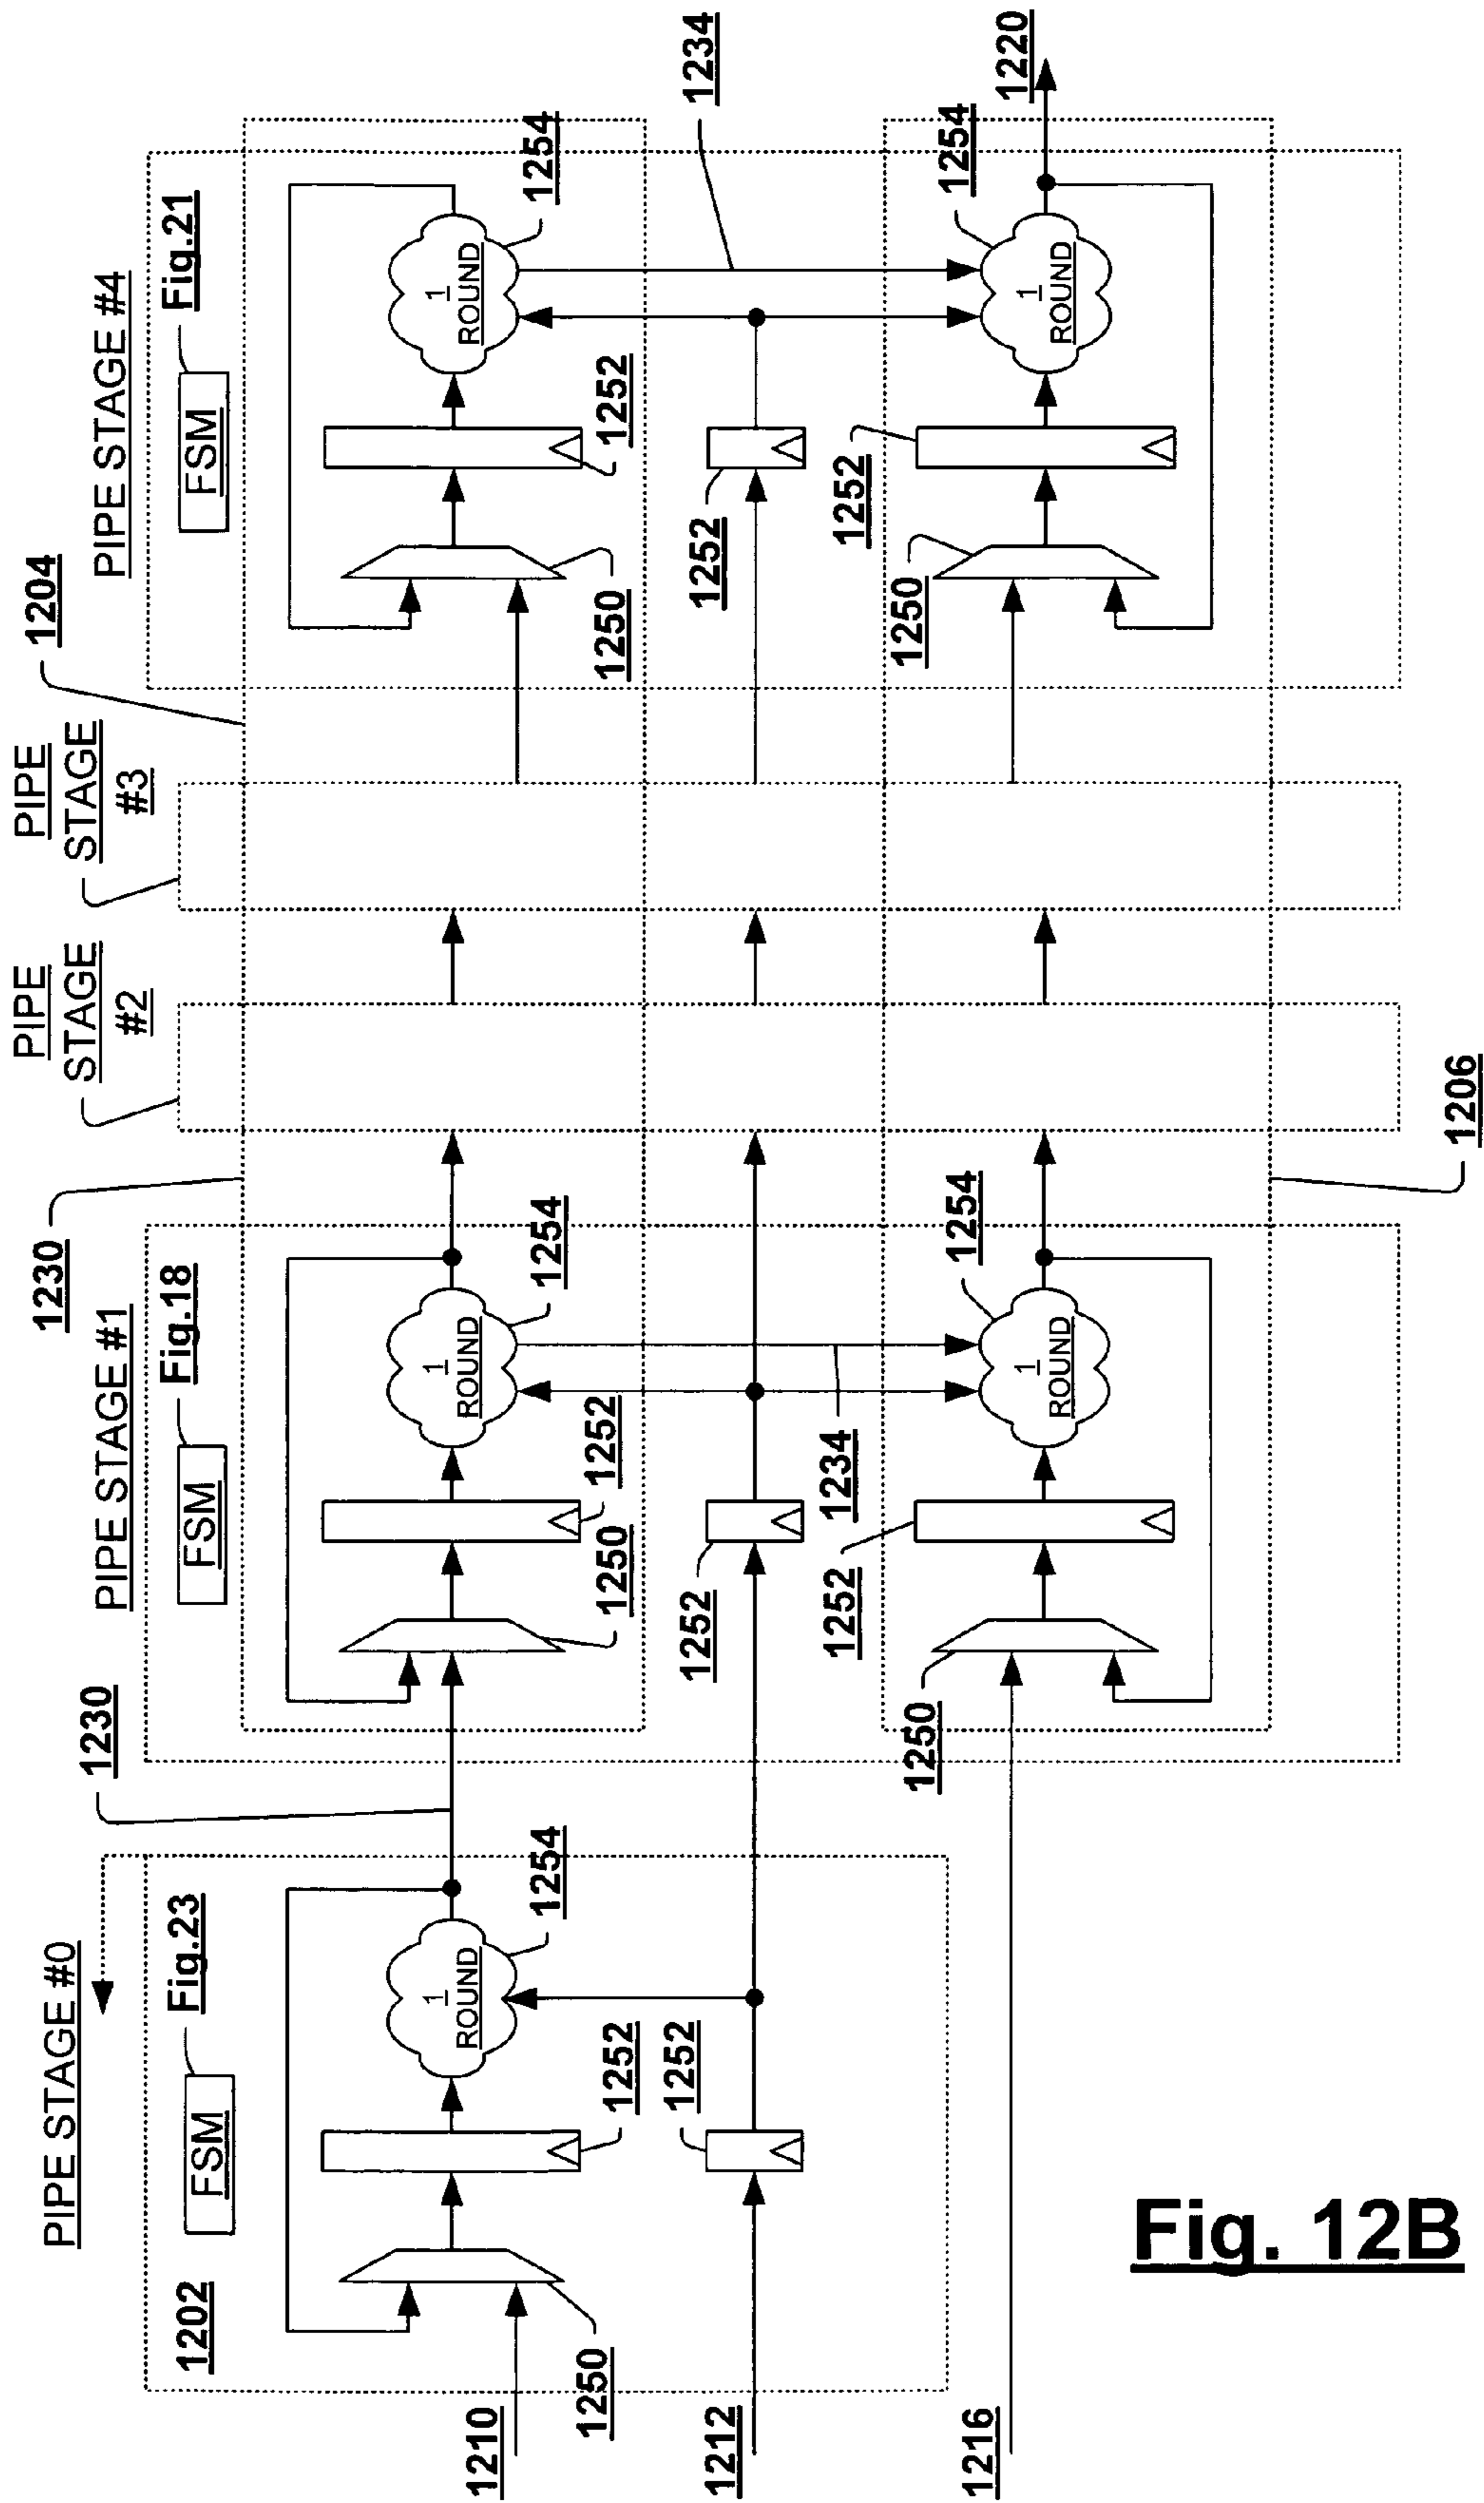 PIPE STAGE #0
1202
FSM
Fig.23
1210
1250
1252
1 ROUND
1254
1212
1252
1216
1230
PIPE STAGE #1
FSM
Fig.18
1250
1252
1 ROUND
1254
1252
1234
1250
1252
1 ROUND
1254
1230
1206
PIPE
STAGE
#2
PIPE
STAGE
#3
1204
PIPE STAGE #4
FSM
Fig.21
1250
1252
1 ROUND
1254
1252
1234
1250
1252
1 ROUND
1254
1220
Fig. 12B